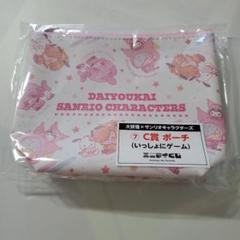 DAIYOUKAI
SANRIO CHARACTERS
大妖怪×サンリオキャラクターズ
⑦ C賞 ポーチ
(いっしょにゲーム)